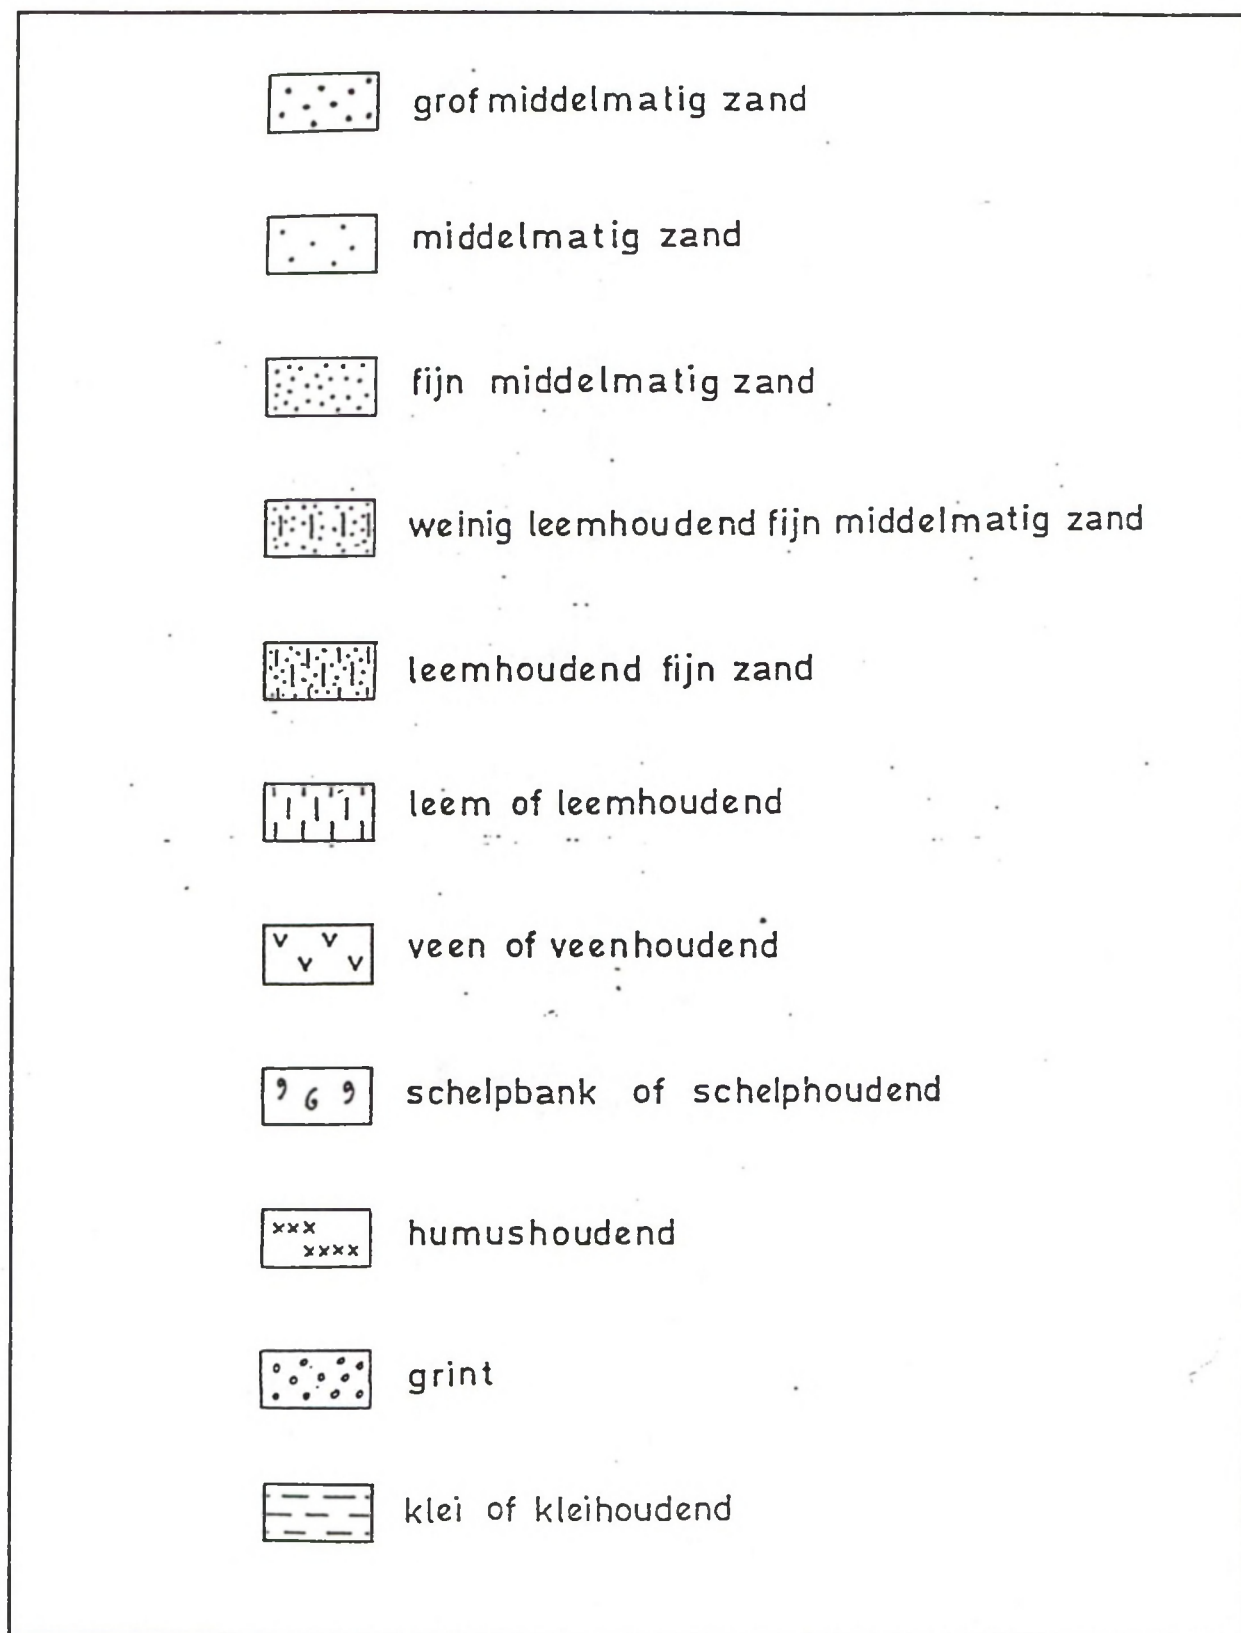 grof middelmatig zand
middelmatig zand
fijn middelmatig zand
weinig leemhoudend fijn middelmatig zand
leemhoudend fijn zand
leem of leemhoudend
veen of veenhoudend
schelpbank of schelphoudend
humushoudend
grint
klei of kleihoudend